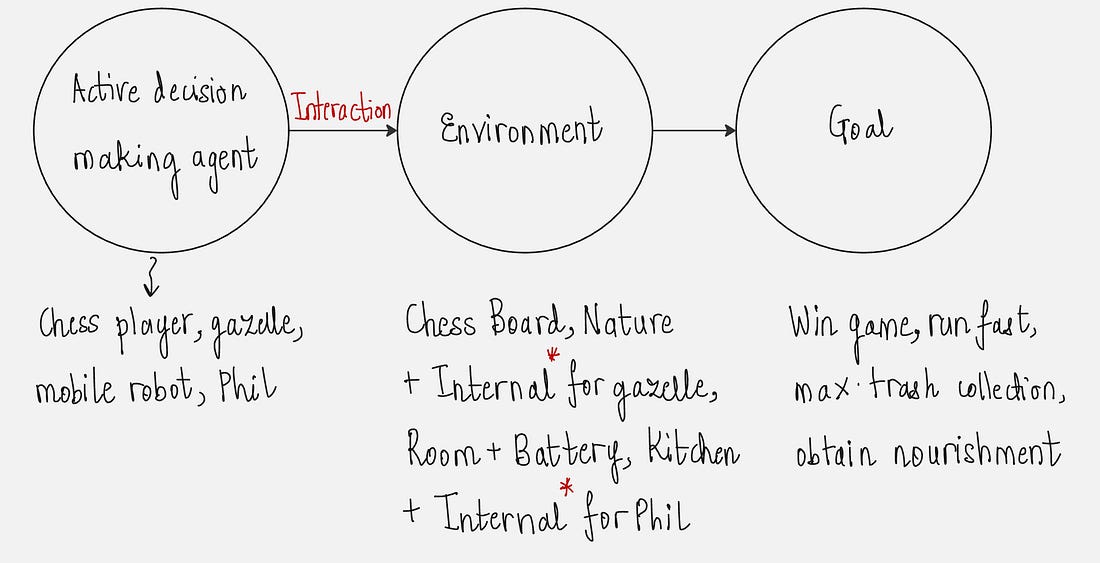 Active decision
making agent
Interaction
Environment
Goal
Chess player, gazelle,
mobile robot, Phil
Chess Board, Nature
+ Internal* for gazelle,
Room + Battery, Kitchen
+ Internal* for Phil
Win game, run fast,
max. trash collection,
obtain nourishment